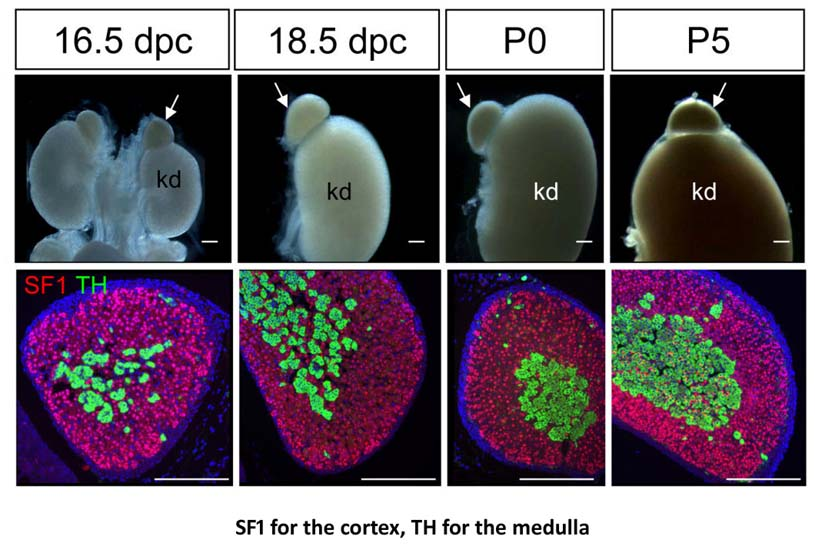 16.5 dpc
18.5 dpc
P0
P5
kd
kd
kd
kd
SF1 TH
SF1 for the cortex, TH for the medulla